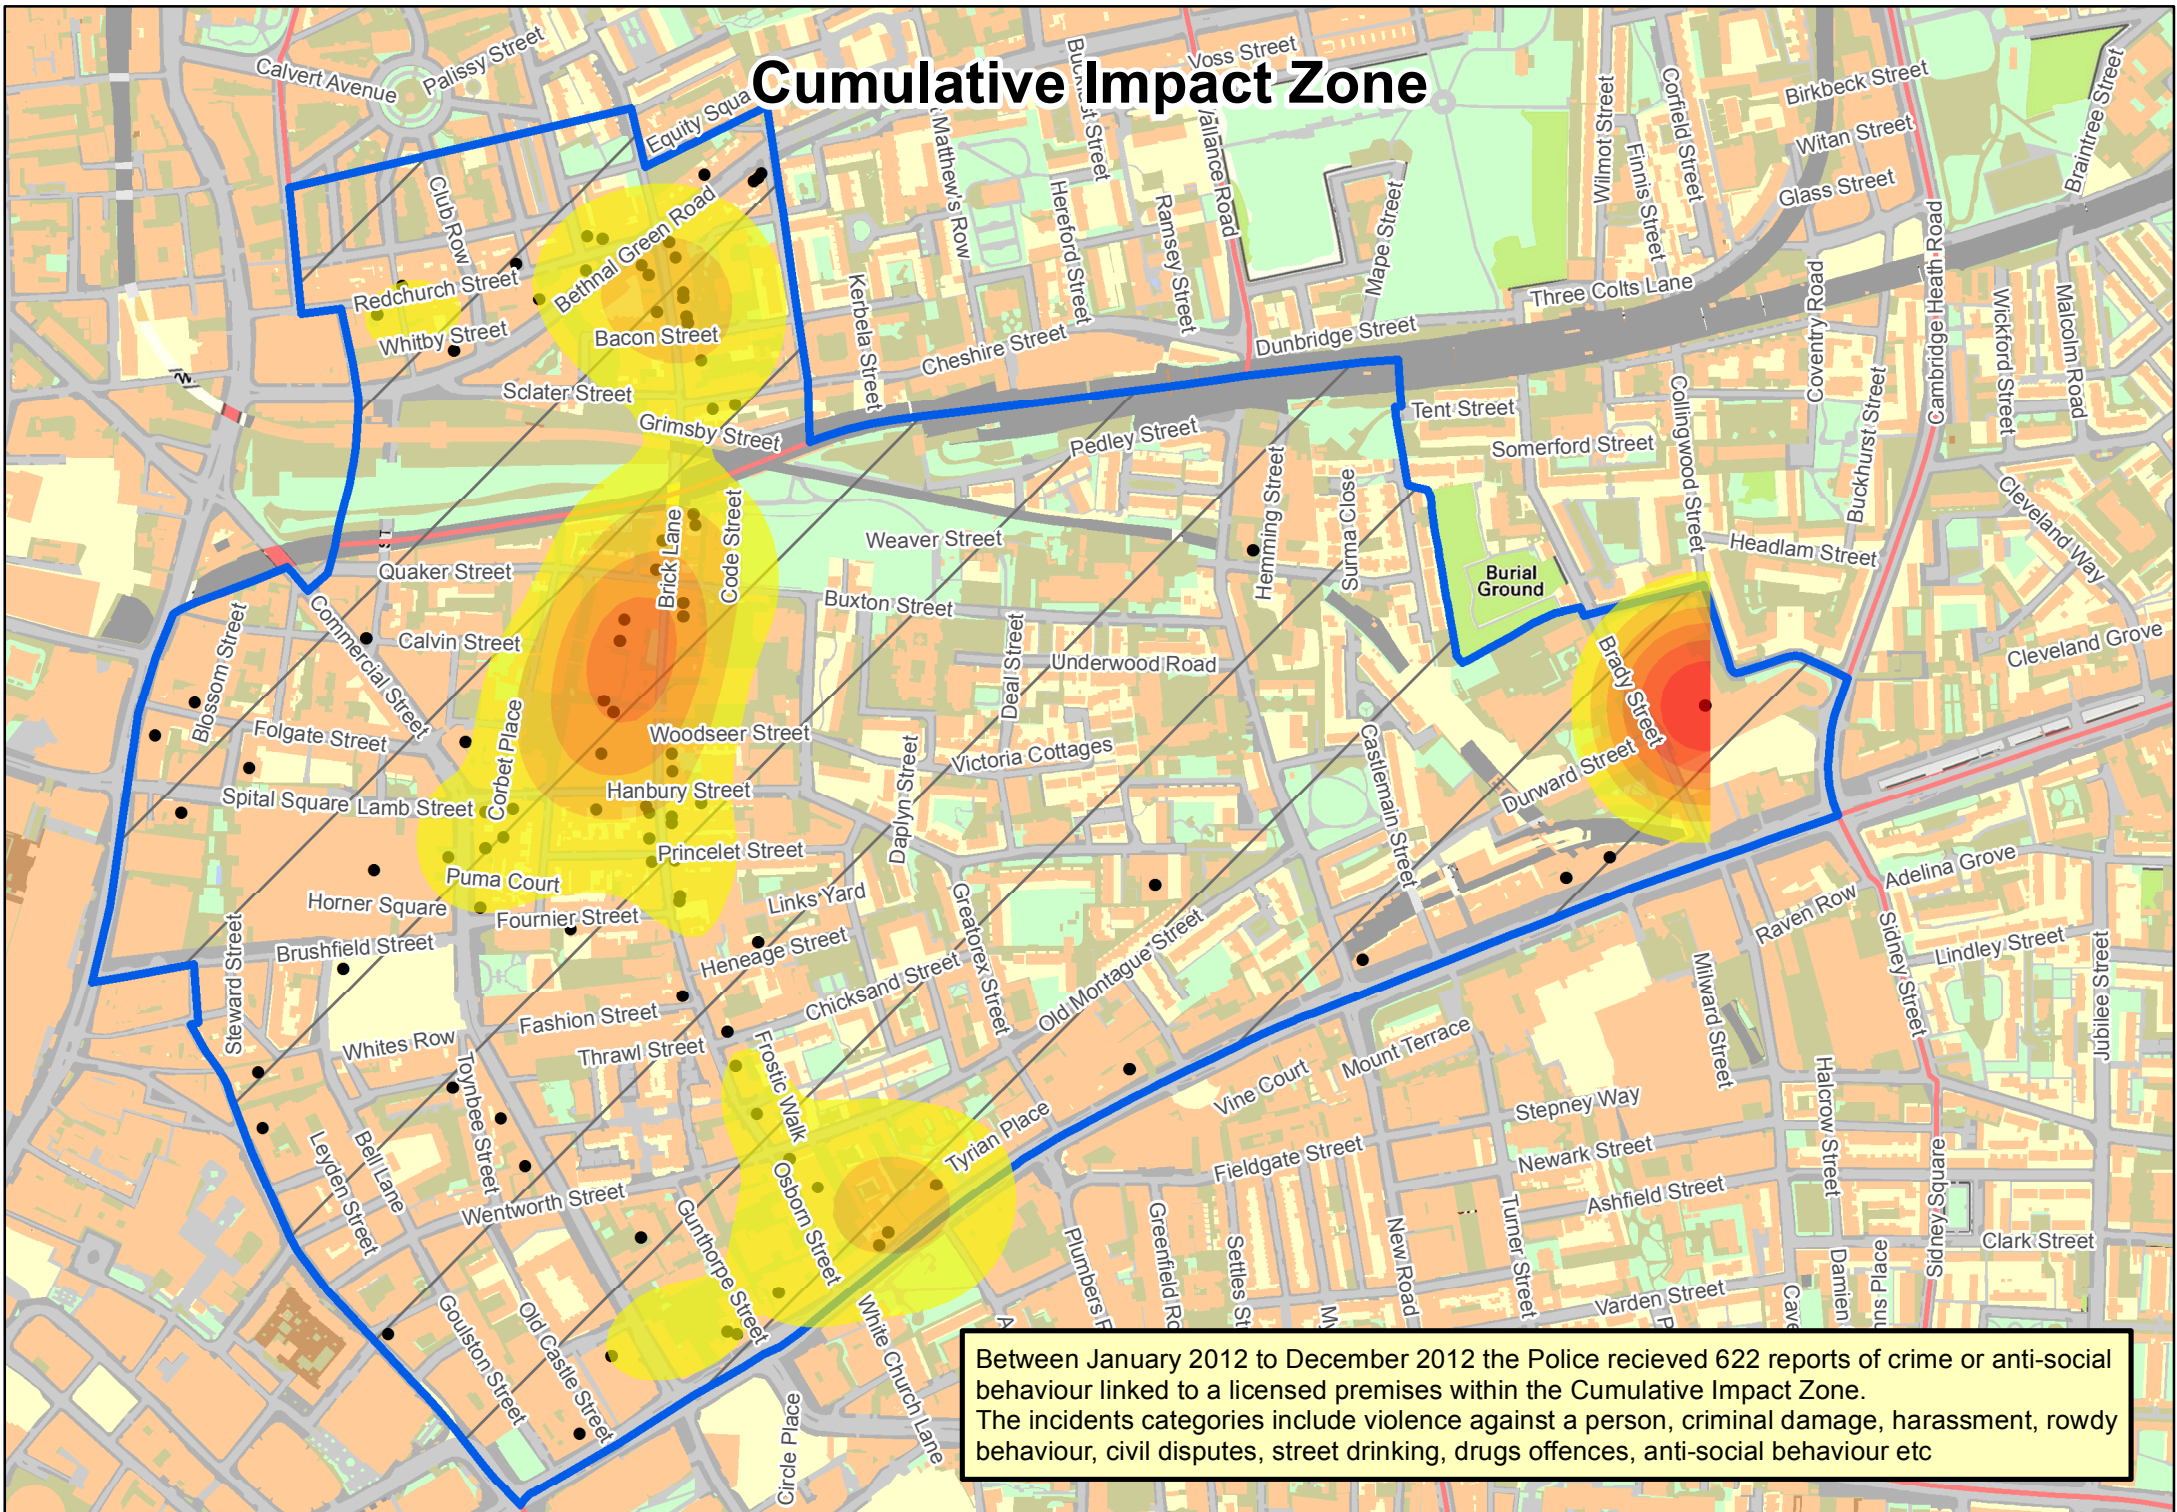 Cumulative Impact Zone
Calvert Avenue
Palissy Street
Equity Squa
Voss Street
Birkbeck Street
Witan Street
Glass Street
Braintree Street
Corfield Street
Finnis Street
Wilmot Street
Mape Street
Ramsey Street
Hereford Street
Club Row
Redchurch Street
Whitby Street
Bethnal Green Road
Bacon Street
Sclater Street
Grimsby Street
Kerbela Street
Cheshire Street
Dunbridge Street
Three Colts Lane
Coventry Road
Cambridge Heath Road
Wickford Street
Malcolm Road
Tent Street
Somerford Street
Collingwood Street
Buckhurst Street
Headlam Street
Cleveland Way
Cleveland Grove
Pedley Street
Hemming Street
Surma Close
Burial
Ground
Weaver Street
Code Street
Brick Lane
Quaker Street
Buxton Street
Calvin Street
Commercial Street
Blossom Street
Folgate Street
Spital Square
Lamb Street
Corbet Place
Woodseer Street
Hanbury Street
Princelet Street
Puma Court
Horner Square
Fournier Street
Brushfield Street
Steward Street
Deal Street
Underwood Road
Victoria Cottages
Daplyn Street
Links Yard
Heneage Street
Chicksand Street
Greatorex Street
Old Montague Street
Castlemain Street
Durward Street
Brady Street
Adelina Grove
Raven Row
Lindley Street
Sidney Street
Jubilee Street
Milward Street
Fashion Street
Thrawl Street
Whites Row
Toynbee Street
Frostic Walk
Tyrian Place
Vine Court
Mount Terrace
Stepney Way
Newark Street
Ashfield Street
Halcrow Street
Fieldgate Street
Leyden Street
Bell Lane
Wentworth Street
Gunthorpe Street
Osborn Street
Goulston Street
Old Castle Street
White Church Lane
Circle Place
Greenfield Ro
Settles St
New Road
Turner Street
Varden Street
Clark Street
Sidney Square
Damien
Cave
Between January 2012 to December 2012 the Police recieved 622 reports of crime or anti-social
behaviour linked to a licensed premises within the Cumulative Impact Zone.
The incidents categories include violence against a person, criminal damage, harassment, rowdy
behaviour, civil disputes, street drinking, drugs offences, anti-social behaviour etc